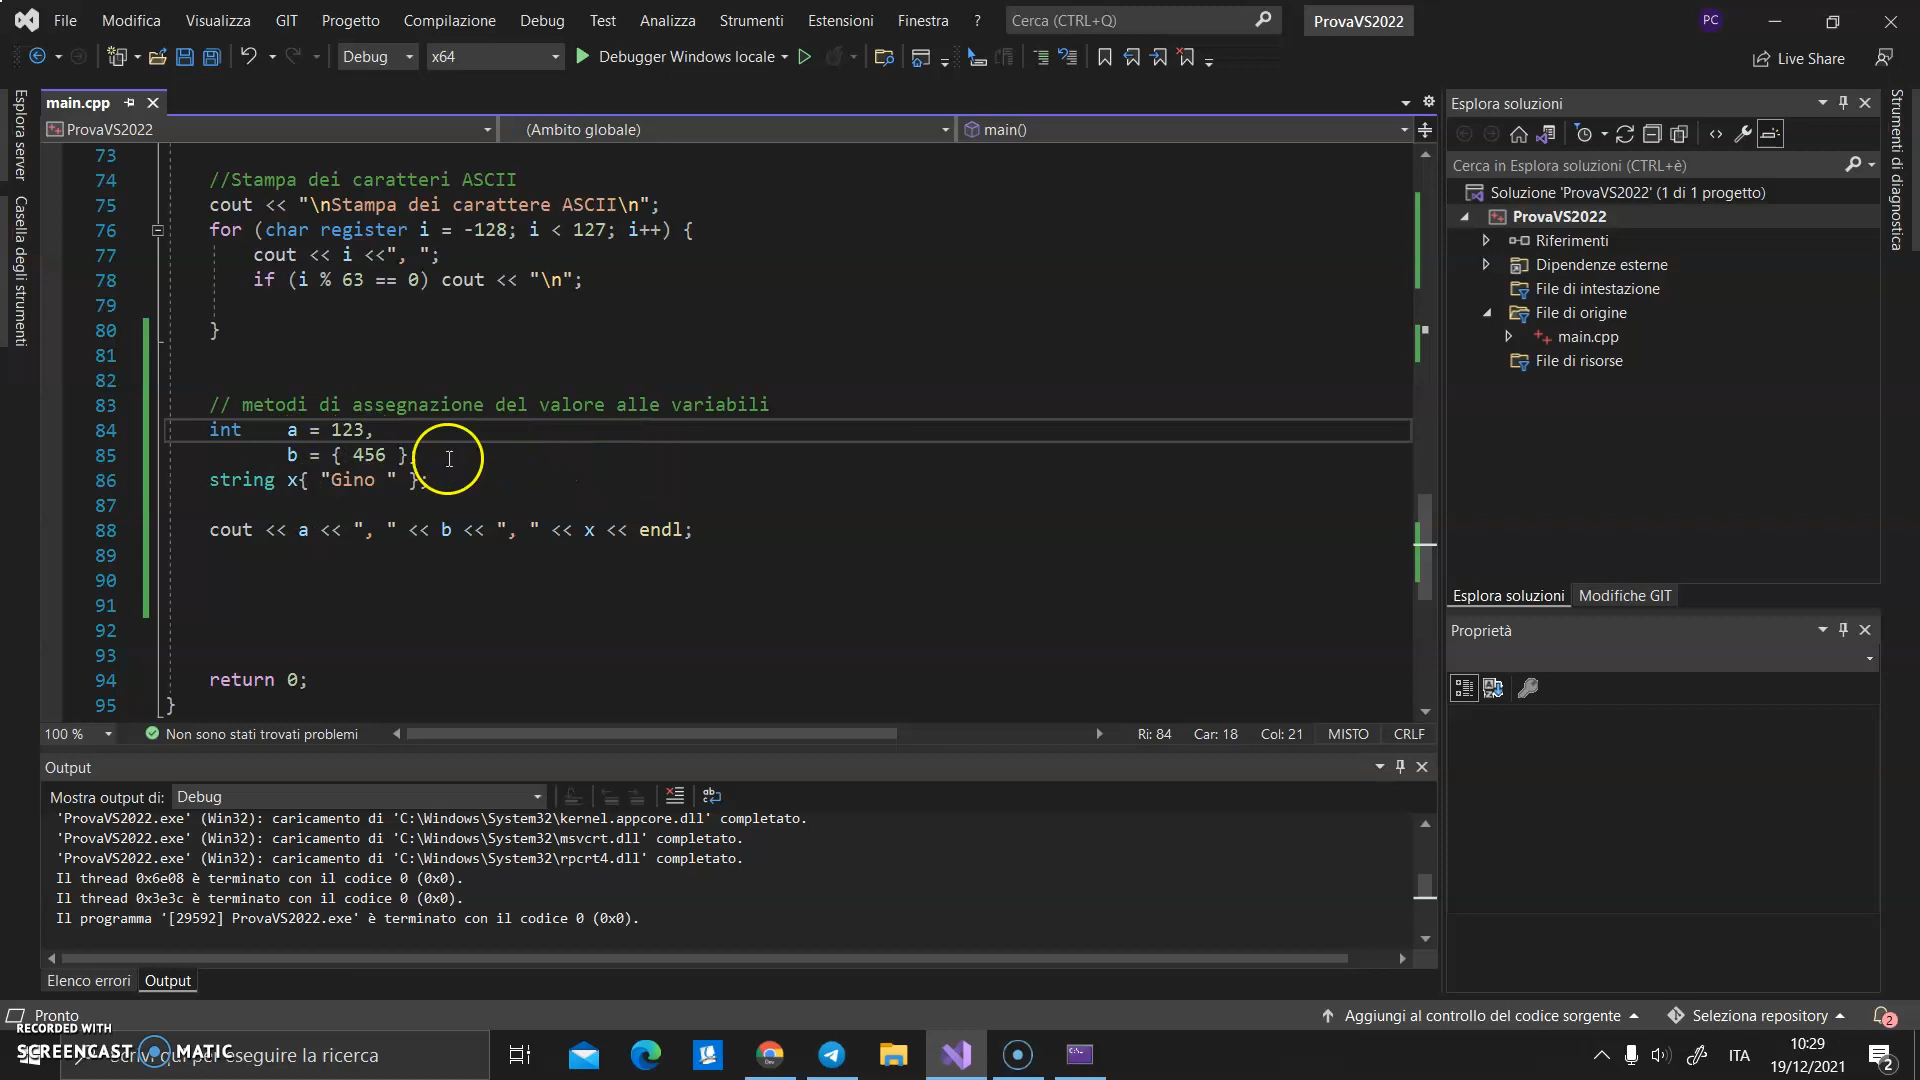 File Modifica Visualizza GIT Progetto Compilazione Debug Test Analizza Strumenti Estensioni Finestra ? Cerca (CTRL+Q) ProvaVS2022 PC
Debug x64 Debugger Windows locale Live Share
Esplora server
Casella degli strumenti
main.cpp
ProvaVS2022 (Ambito globale) main()
73
74 //Stampa dei caratteri ASCII
75 cout << "\nStampa dei carattere ASCII\n";
76 for (char register i = -128; i < 127; i++) {
77 cout << i <<", ";
78 if (i % 63 == 0) cout << "\n";
79
80 }
81
82
83 // metodi di assegnazione del valore alle variabili
84 int a = 123,
85 b = { 456 };
86 string x{ "Gino " };
87
88 cout << a << ", " << b << ", " << x << endl;
89
90
91
92
93
94 return 0;
95 }
100 % Non sono stati trovati problemi Ri: 84 Car: 18 Col: 21 MISTO CRLF
Output
Mostra output di: Debug
'ProvaVS2022.exe' (Win32): caricamento di 'C:\Windows\System32\kernel.appcore.dll' completato.
'ProvaVS2022.exe' (Win32): caricamento di 'C:\Windows\System32\msvcrt.dll' completato.
'ProvaVS2022.exe' (Win32): caricamento di 'C:\Windows\System32\rpcrt4.dll' completato.
Il thread 0x6e08 è terminato con il codice 0 (0x0).
Il thread 0x3e3c è terminato con il codice 0 (0x0).
Il programma '[29592] ProvaVS2022.exe' è terminato con il codice 0 (0x0).
Elenco errori Output
Esplora soluzioni
Cerca in Esplora soluzioni (CTRL+è)
Soluzione 'ProvaVS2022' (1 di 1 progetto)
ProvaVS2022
Riferimenti
Dipendenze esterne
File di intestazione
File di origine
main.cpp
File di risorse
Esplora soluzioni Modifiche GIT
Proprietà
Strumenti di diagnostica
Pronto Aggiungi al controllo del codice sorgente Seleziona repository 2
RECORDED WITH
SCREENCAST MATIC
qui per eseguire la ricerca
Dev
ITA
10:29
19/12/2021
2